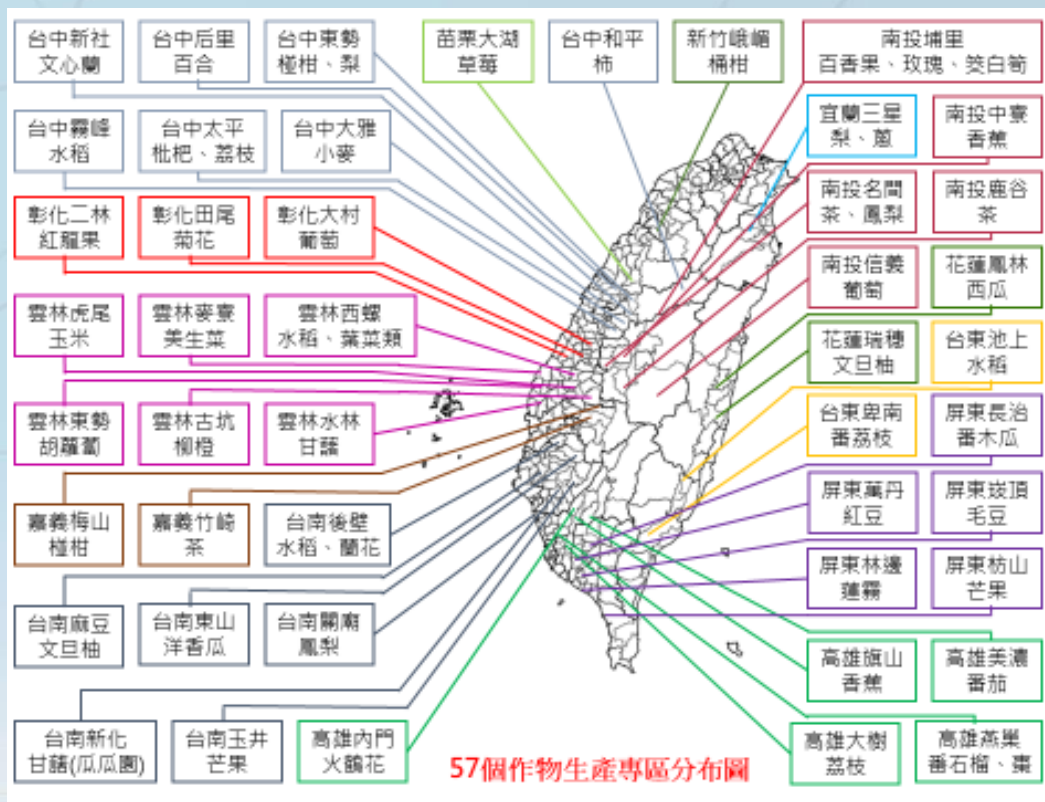 台中新社
文心蘭
台中后里
百合
台中東勢
椪柑、梨
苗栗大湖
草莓
台中和平
柿
新竹峨嵋
桶柑
南投埔里
百香果、玫瑰、筊白筍
台中霧峰
水稻
台中太平
枇杷、荔枝
台中大雅
小麥
宜蘭三星
梨、蔥
南投中寮
香蕉
彰化二林
紅龍果
彰化田尾
菊花
彰化大村
葡萄
南投名間
茶、鳳梨
南投鹿谷
茶
南投信義
葡萄
花蓮鳳林
西瓜
雲林虎尾
玉米
雲林麥寮
美生菜
雲林西螺
水稻、葉菜類
花蓮瑞穗
文旦柚
台東池上
水稻
雲林東勢
胡蘿蔔
雲林古坑
柳橙
雲林水林
甘藷
台東卑南
番荔枝
屏東長治
番木瓜
嘉義梅山
椪柑
嘉義竹崎
茶
台南後壁
水稻、蘭花
屏東萬丹
紅豆
屏東崁頂
毛豆
屏東林邊
蓮霧
屏東枋山
芒果
台南麻豆
文旦柚
台南東山
洋香瓜
台南關廟
鳳梨
高雄旗山
香蕉
高雄美濃
番茄
台南新化
甘藷(瓜瓜園)
台南玉井
芒果
高雄內門
火鶴花
57個作物生產專區分布圖
高雄大樹
荔枝
高雄燕巢
番石榴、棗